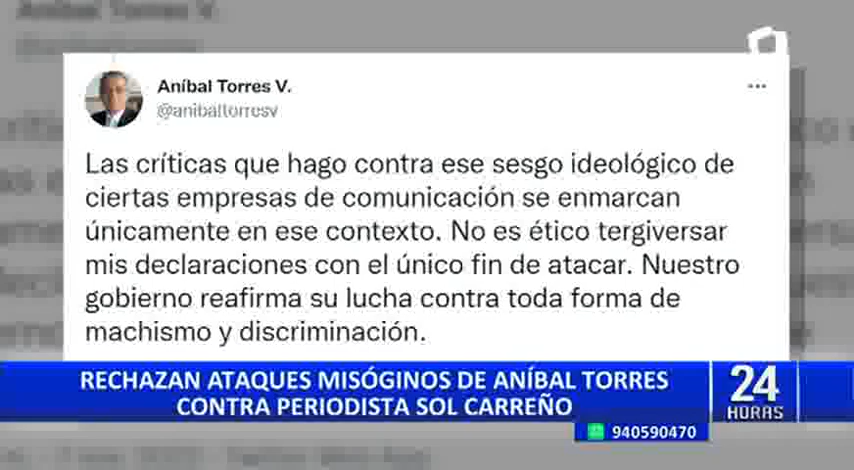 Aníbal Torres V.
@anibaltorresv
Las críticas que hago contra ese sesgo ideológico de
ciertas empresas de comunicación se enmarcan
únicamente en ese contexto. No es ético tergiversar
mis declaraciones con el único fin de atacar. Nuestro
gobierno reafirma su lucha contra toda forma de
machismo y discriminación.
RECHAZAN ATAQUES MISÓGINOS DE ANÍBAL TORRES
CONTRA PERIODISTA SOL CARREÑO
24
HORAS
940590470